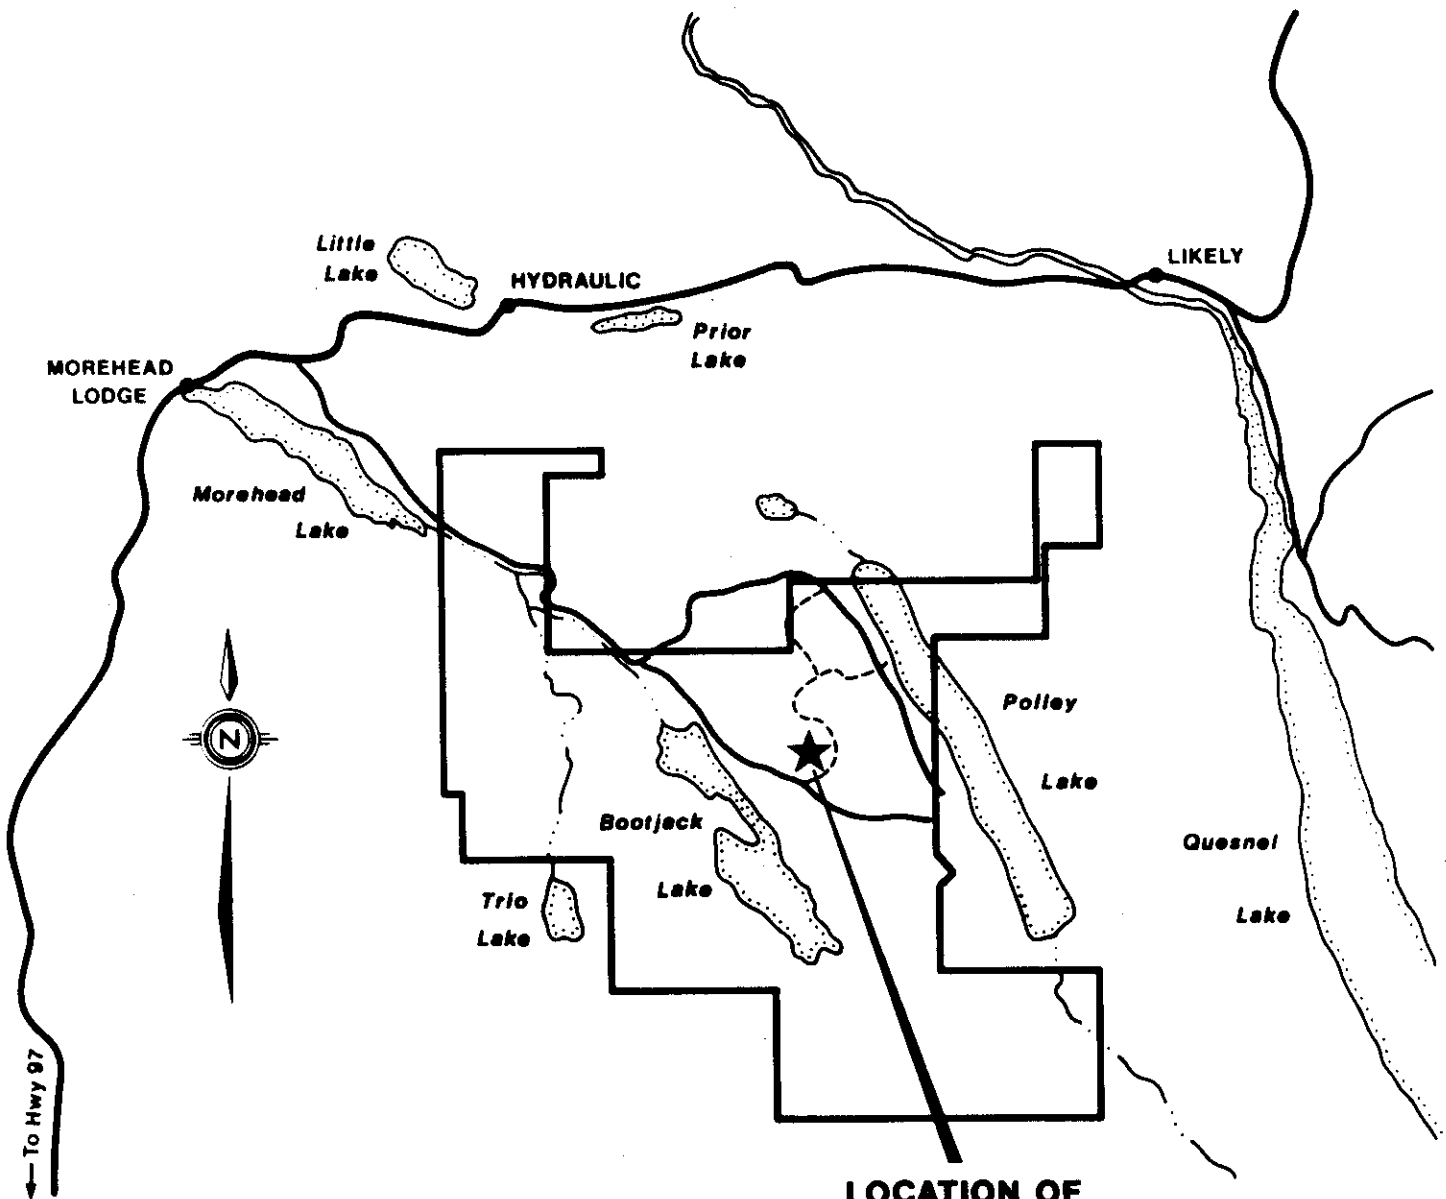 LIKELY
Little
Lake
HYDRAULIC
Prior
Lake
MOREHEAD
LODGE
Morehead
Lake
N
Polley
Lake
Bootjack
Lake
Quesnel
Lake
Trio
Lake
To Hwy 97
LOCATION OF